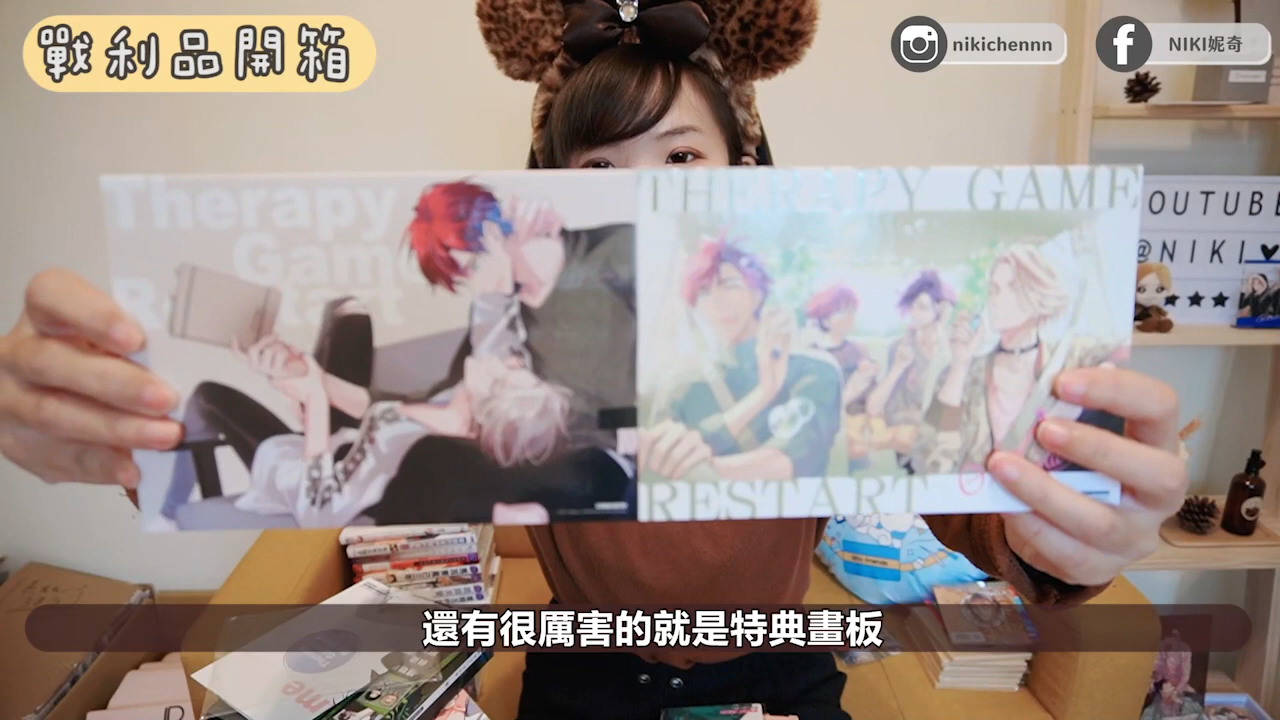 戰利品開箱
nikichennn
NIKI妮奇
Therapy
Game
THERAPY GAME
RESTART
YOUTUBE
@NIKI
還有很厲害的就是特典畫板